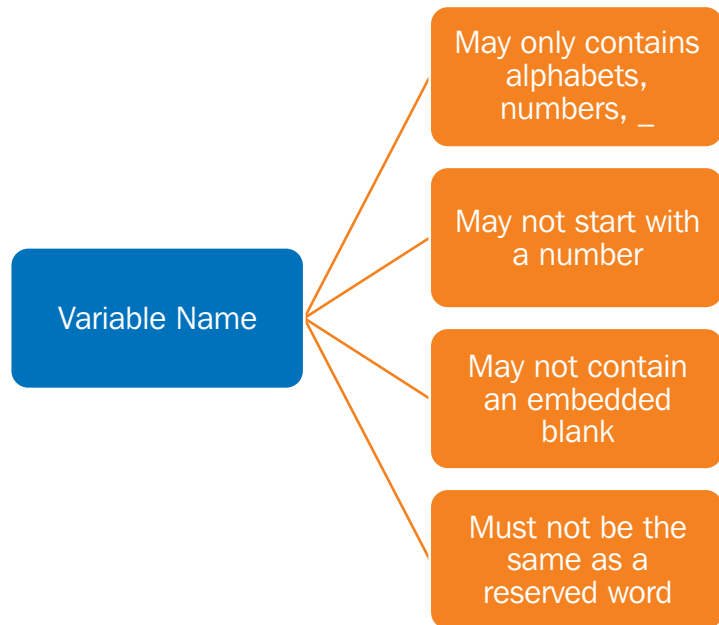 May only contains
alphabets,
numbers, _
May not start with
a number
Variable Name
May not contain
an embedded
blank
Must not be the
same as a
reserved word